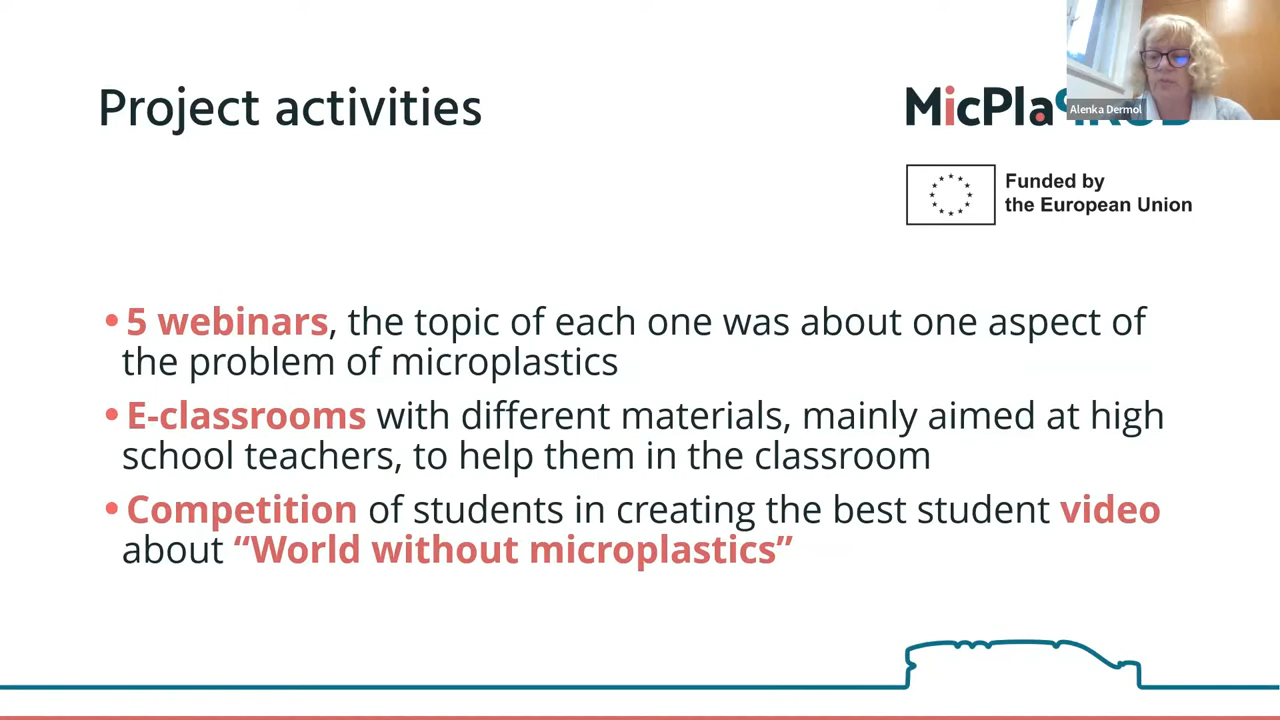 Project activities
MicPla
Alenka Dermol
Funded by
the European Union
•5 webinars, the topic of each one was about one aspect of
the problem of microplastics
•E-classrooms with different materials, mainly aimed at high
school teachers, to help them in the classroom
•Competition of students in creating the best student video
about “World without microplastics”